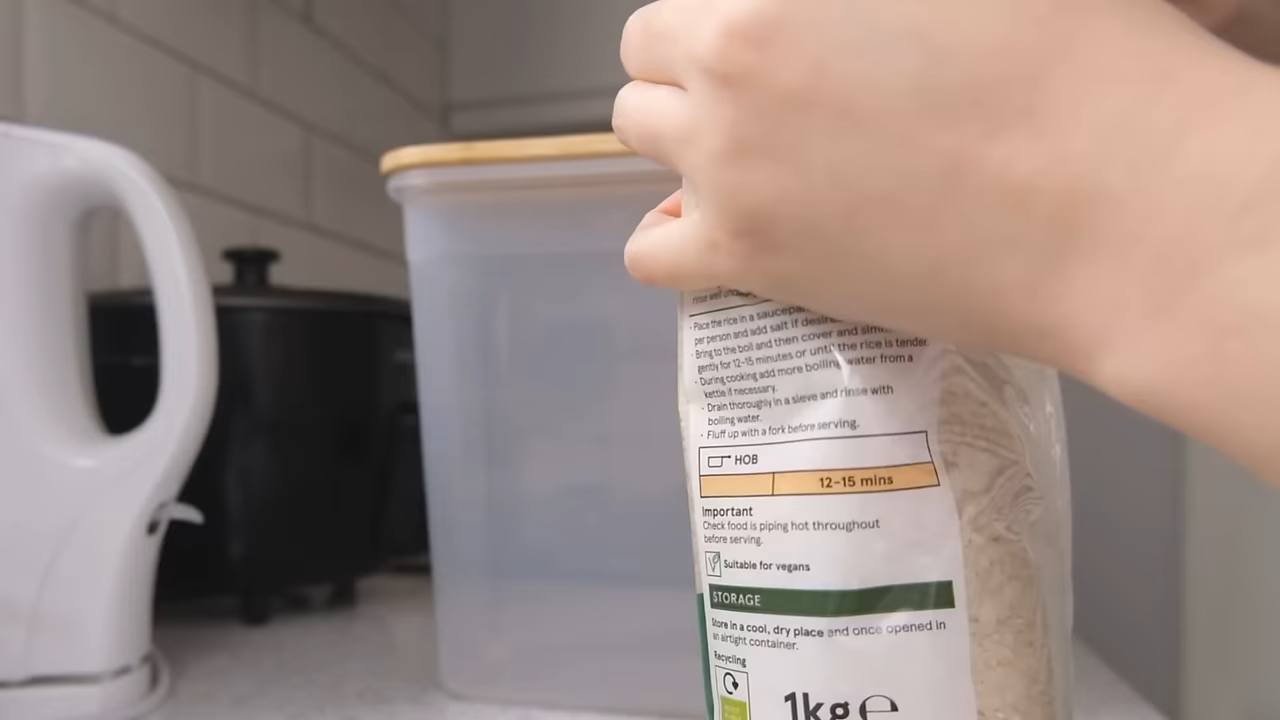 rinse well
· Place the rice in a
per person and add salt if
· Bring to the boil and then cover and
gently for 12-15 minutes or until the rice is tender.
· During cooking add more boiling water from a
kettle if necessary.
· Drain thoroughly in a sieve and rinse with
boiling water.
· Fluff up with a fork before serving.
HOB
12-15 mins
Important
Check food is piping hot throughout
before serving.
Suitable for vegans
STORAGE
Store in a cool, dry place and once opened in
an airtight container.
Recycling
1kg ℮